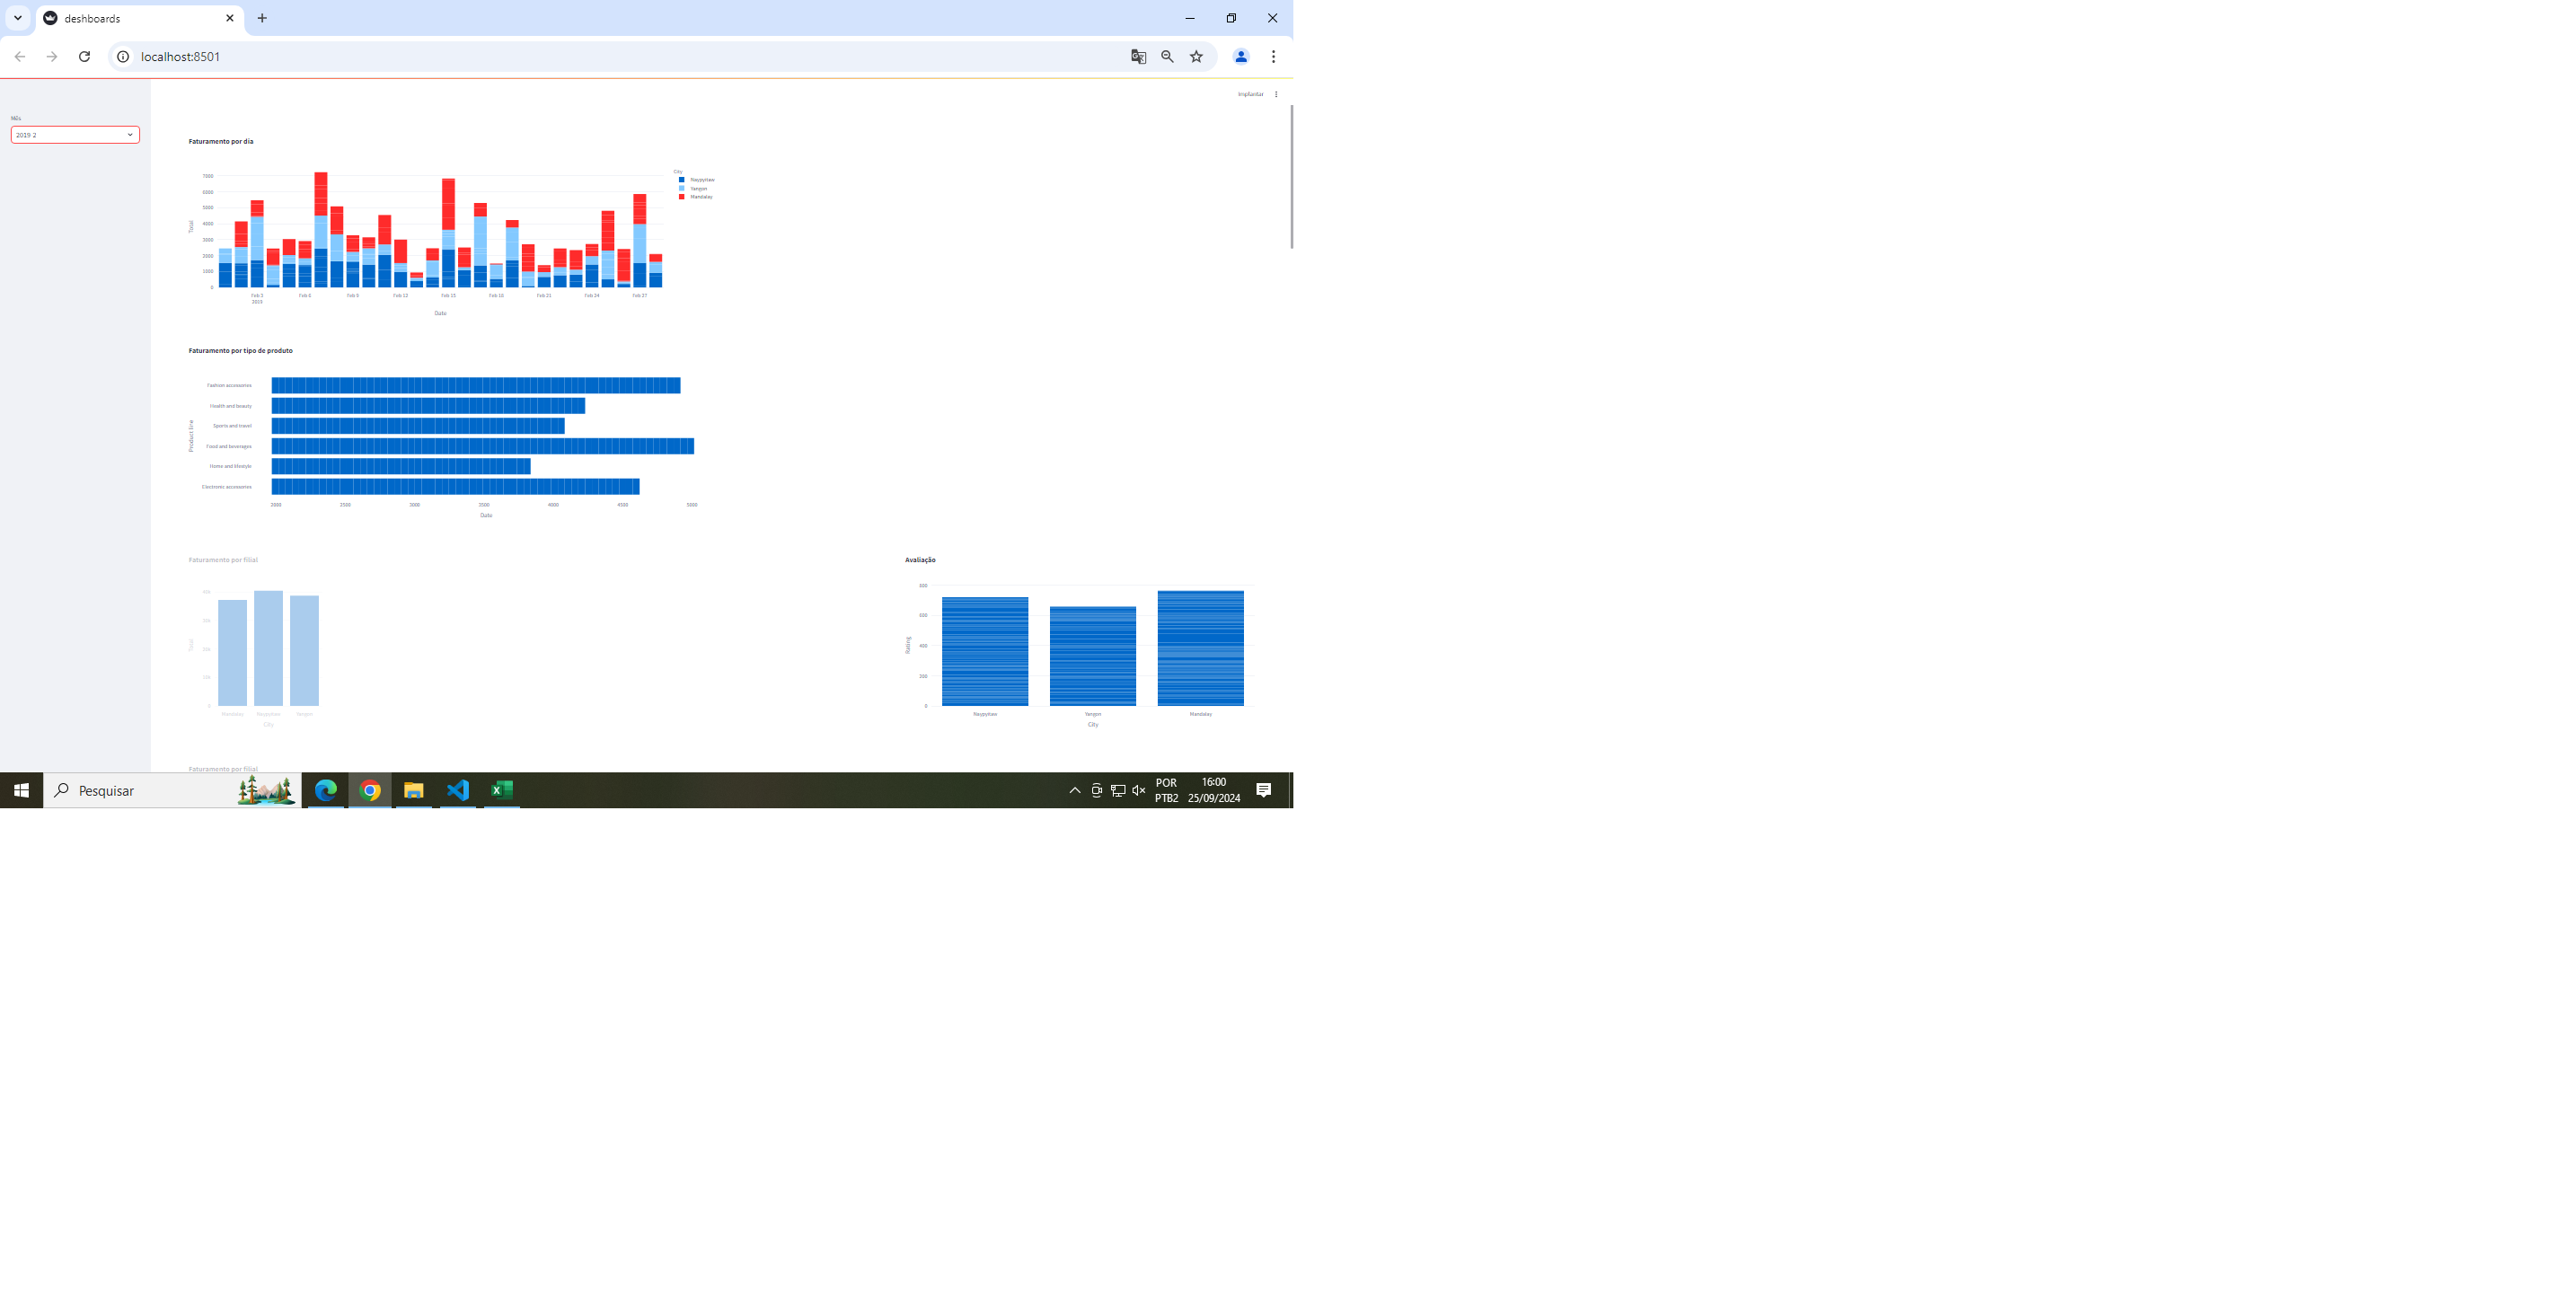 deshboards
localhost:8501
Implantar
Mês
2019-2
Faturamento por dia
City
Naypyitaw
Yangon
Mandalay
7000
6000
5000
4000
3000
2000
1000
0
Total
Feb 3
2019
Feb 6
Feb 9
Feb 12
Feb 15
Feb 18
Feb 21
Feb 24
Feb 27
Date
Faturamento por tipo de produto
Product line
Fashion accessories
Health and beauty
Sports and travel
Food and beverages
Home and lifestyle
Electronic accessories
2000
2500
3000
3500
4000
4500
5000
Date
Faturamento por filial
Avaliação
40k
30k
20k
10k
0
Total
Mandalay
Naypyitaw
Yangon
City
800
600
400
200
0
Rating
Naypyitaw
Yangon
Mandalay
City
Faturamento por filial
Pesquisar
POR
PTB2
16:00
25/09/2024